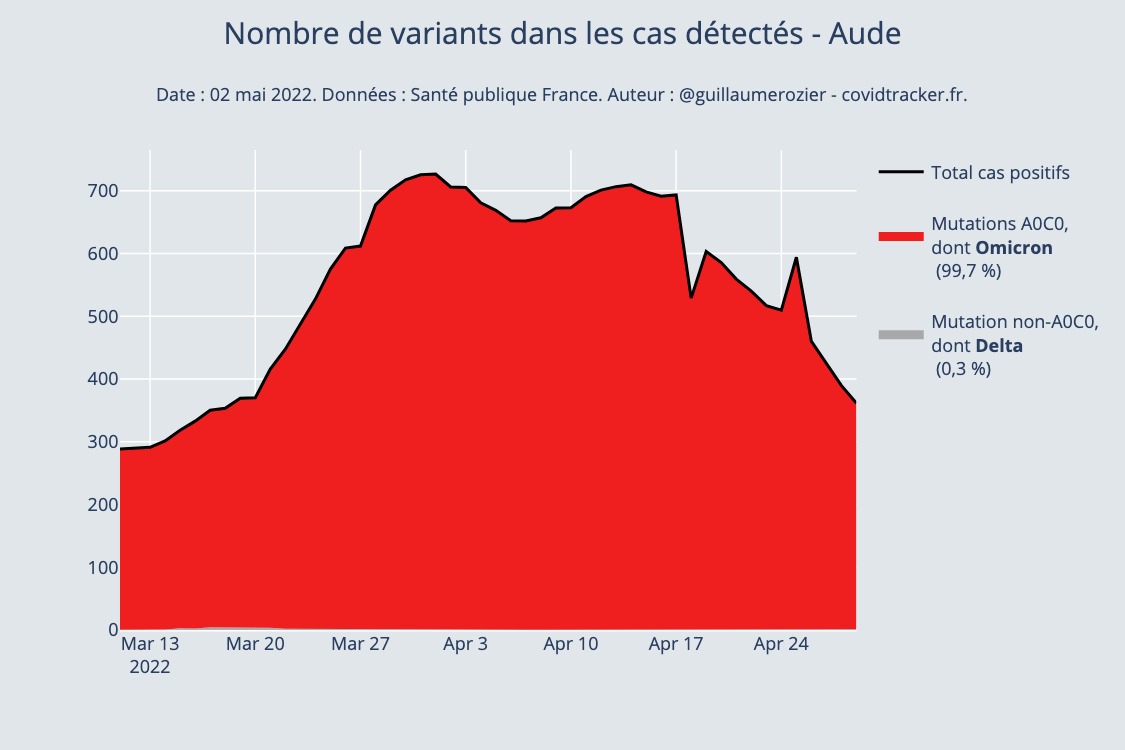 Nombre de variants dans les cas détectés - Aude
Date : 02 mai 2022. Données : Santé publique France. Auteur : @guillaumerozier - covidtracker.fr.
Total cas positifs
Mutations A0C0,
dont Omicron
(99,7 %)
Mutation non-A0C0,
dont Delta
(0,3 %)
700
600
500
400
300
200
100
0
Mar 13
2022
Mar 20
Mar 27
Apr 3
Apr 10
Apr 17
Apr 24